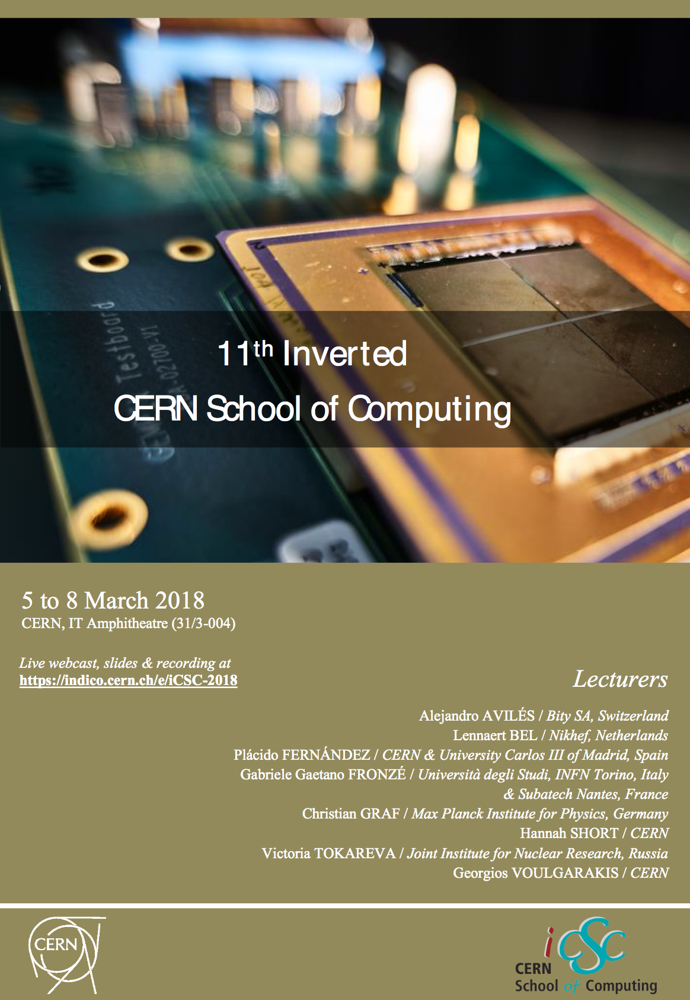 11th Inverted
CERN School of Computing
Testboard
5 to 8 March 2018
CERN, IT Amphitheatre (31/3-004)
Live webcast, slides & recording at
https://indico.cern.ch/e/iCSC-2018
Lecturers
Alejandro AVILÉS / Bity SA, Switzerland
Lennaert BEL / Nikhef, Netherlands
Plácido FERNÁNDEZ / CERN & University Carlos III of Madrid, Spain
Gabriele Gaetano FRONZÉ / Università degli Studi, INFN Torino, Italy
& Subatech Nantes, France
Christian GRAF / Max Planck Institute for Physics, Germany
Hannah SHORT / CERN
Victoria TOKAREVA / Joint Institute for Nuclear Research, Russia
Georgios VOULGARAKIS / CERN
CERN
iCSC
CERN
School of Computing